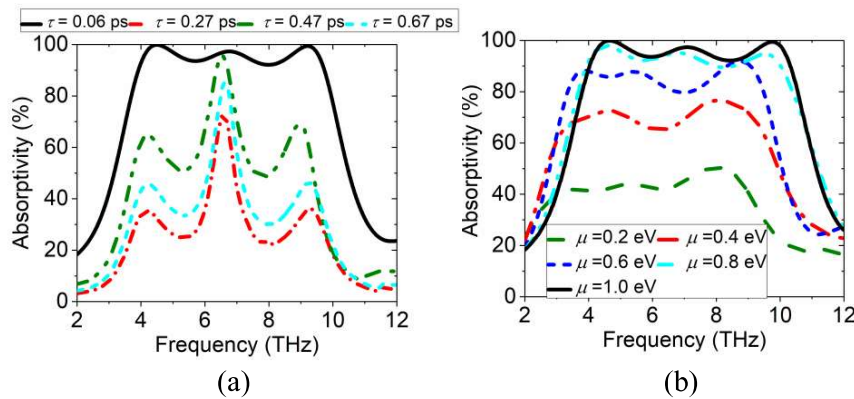 τ = 0.06 ps τ = 0.27 ps τ = 0.47 ps τ = 0.67 ps
100
80
60
40
20
0
Absorptivity (%)
2 4 6 8 10 12
Frequency (THz)
(a)
100
80
60
40
20
0
Absorptivity (%)
μ =0.2 eV μ =0.4 eV
μ =0.6 eV μ =0.8 eV
μ =1.0 eV
2 4 6 8 10 12
Frequency (THz)
(b)